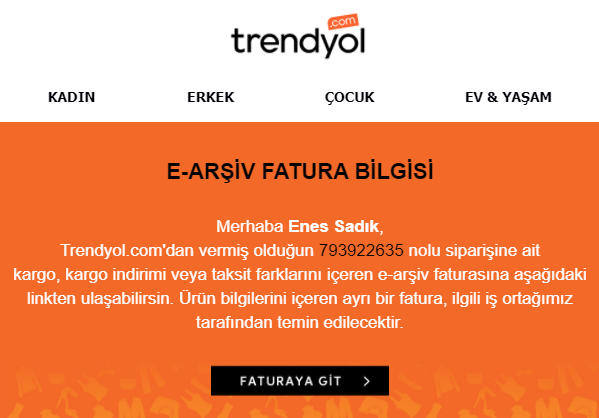 trendyol .com
KADIN ERKEK ÇOCUK EV & YAŞAM
E-ARŞİV FATURA BİLGİSİ
Merhaba Enes Sadık,
Trendyol.com'dan vermiş olduğun 793922635 nolu siparişine ait
kargo, kargo indirimi veya taksit farklarını içeren e-arşiv faturasına aşağıdaki
linkten ulaşabilirsin. Ürün bilgilerini içeren ayrı bir fatura, ilgili iş ortağımız
tarafından temin edilecektir.
FATURAYA GİT >